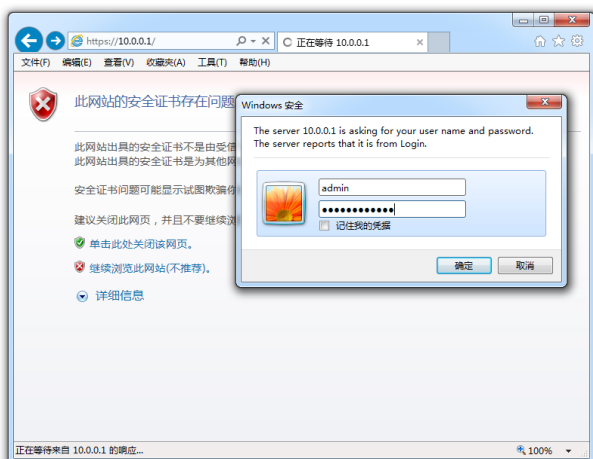 https://10.0.0.1/
正在等待 10.0.0.1
文件(F) 编辑(E) 查看(V) 收藏夹(A) 工具(T) 帮助(H)
此网站的安全证书存在问题
此网站出具的安全证书不是由受信
此网站出具的安全证书是为其他网
安全证书问题可能显示试图欺骗你
建议关闭此网页，并且不要继续浏
单击此处关闭该网页。
继续浏览此网站(不推荐)。
详细信息
Windows 安全
The server 10.0.0.1 is asking for your user name and password.
The server reports that it is from Login.
admin
●●●●●●●●●●●●
记住我的凭据
确定 取消
正在等待来自 10.0.0.1 的响应...
100%